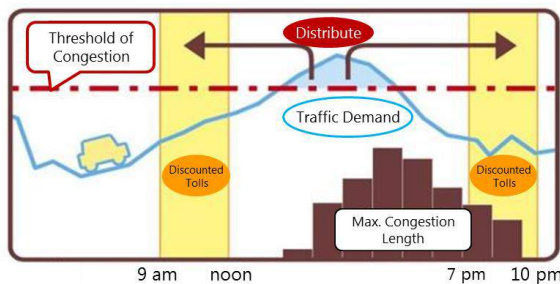 Threshold of
Congestion
Distribute
Traffic Demand
Discounted
Tolls
Discounted
Tolls
Max. Congestion
Length
9 am noon 7 pm 10 pm